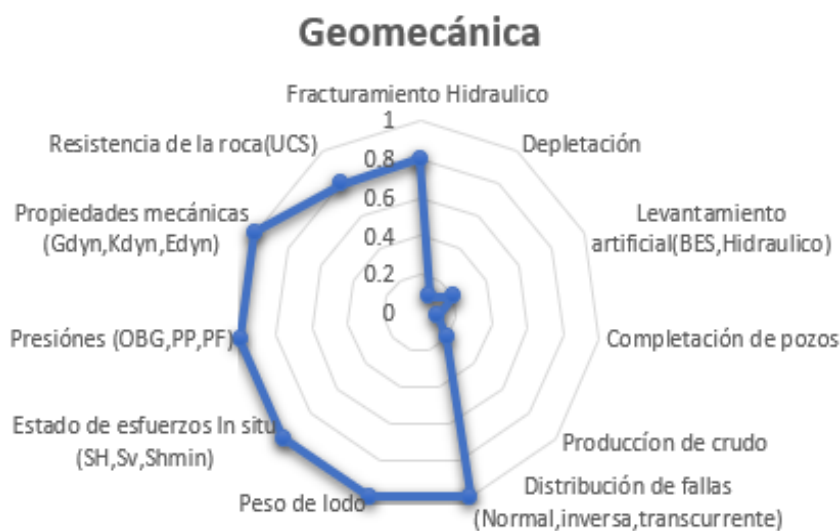 Geomecánica
Fracturamiento Hidraulico
1
Resistencia de la roca(UCS)
0.8
Depletación
Propiedades mecánicas
(Gdyn,Kdyn,Edyn)
0.6
Levantamiento
artificial(BES,Hidraulico)
0.4
0.2
0
Presiónes (OBG,PP,PF)
Completación de pozos
Estado de esfuerzos In situ
(SH,Sv,Shmin)
Produccíon de crudo
Peso de lodo
Distribución de fallas
(Normal,inversa,transcurrente)